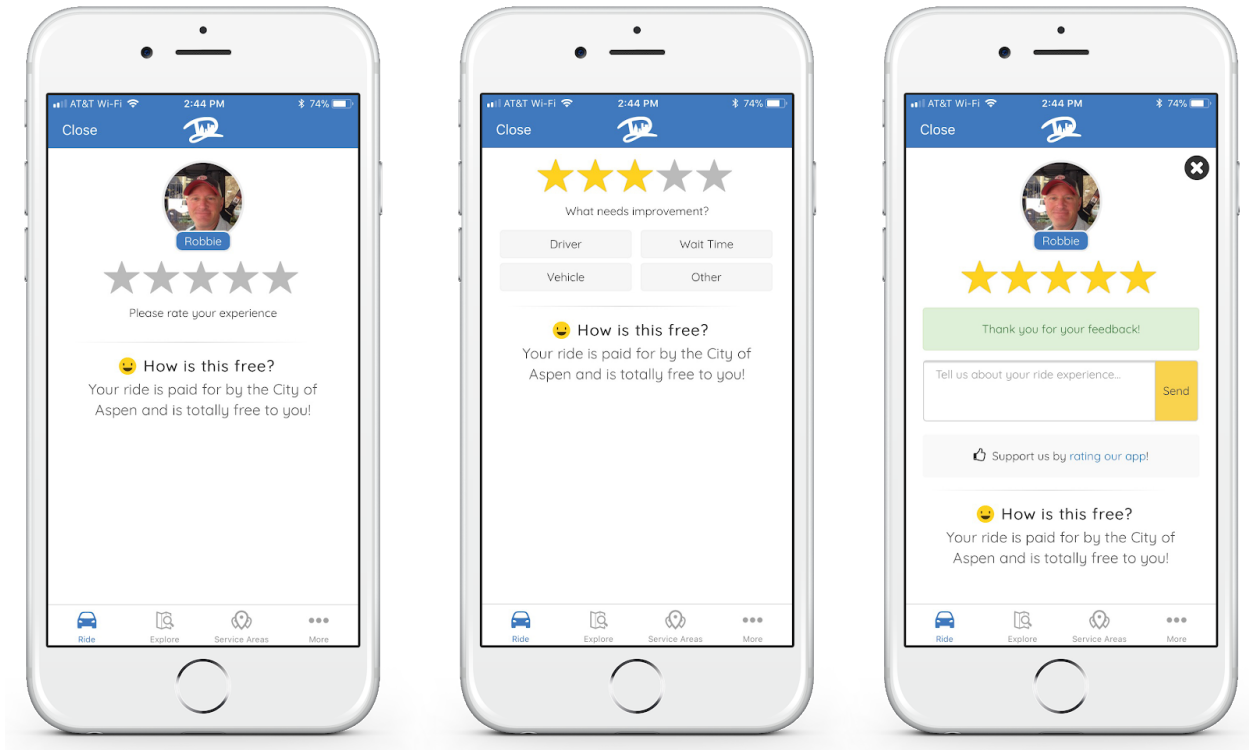 AT&T Wi-Fi 2:44 PM 74%
Close
Robbie
Please rate your experience
How is this free?
Your ride is paid for by the City of
Aspen and is totally free to you!
Ride Explore Service Areas More
AT&T Wi-Fi 2:44 PM 74%
Close
What needs improvement?
Driver Wait Time
Vehicle Other
How is this free?
Your ride is paid for by the City of
Aspen and is totally free to you!
Ride Explore Service Areas More
AT&T Wi-Fi 2:44 PM 74%
Close
Robbie
Thank you for your feedback!
Tell us about your ride experience...
Send
Support us by rating our app!
How is this free?
Your ride is paid for by the City of
Aspen and is totally free to you!
Ride Explore Service Areas More